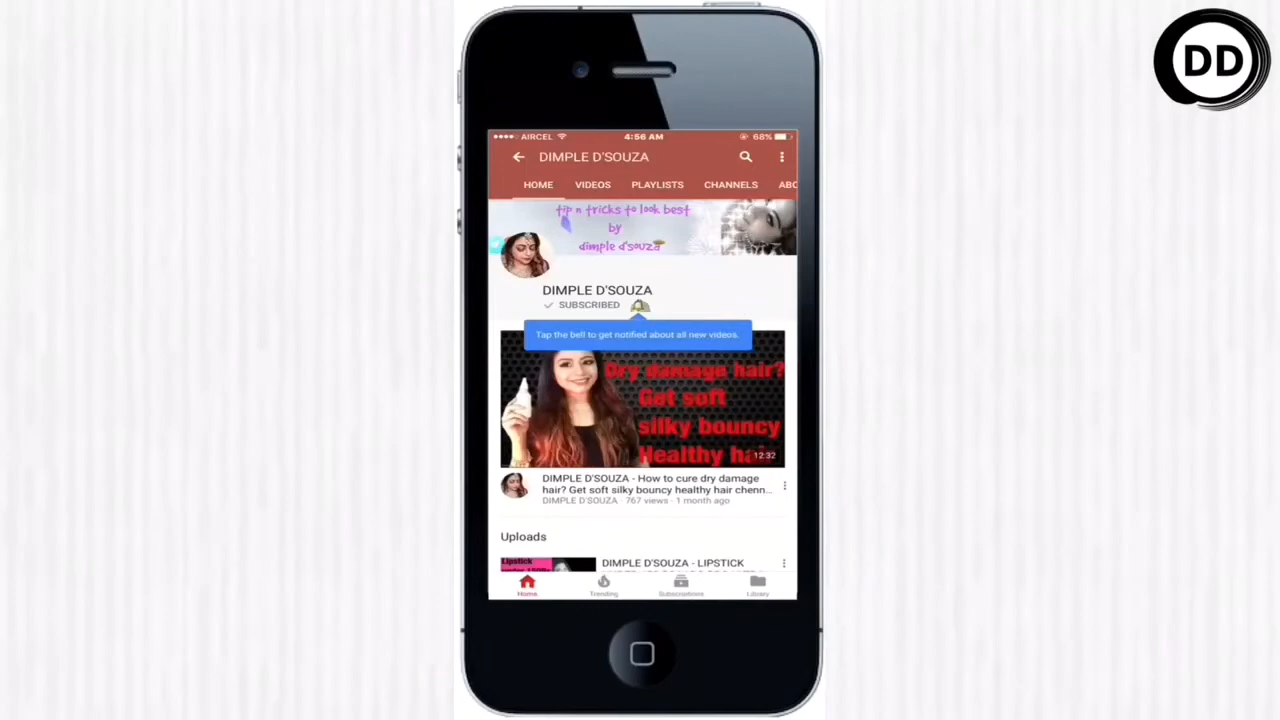 DD
AIRCEL
4:56 AM
68%
DIMPLE D'SOUZA
HOME VIDEOS PLAYLISTS CHANNELS ABO
tip n tricks to look best
by
dimple d'souza
DIMPLE D'SOUZA
SUBSCRIBED
Tap the bell to get notified about all new videos.
Dry damage hair?
Get soft
silky bouncy
Healthy hair
12:32
DIMPLE D'SOUZA - How to cure dry damage
hair? Get soft silky bouncy healthy hair chenn...
DIMPLE D'SOUZA · 767 views · 1 month ago
Uploads
Lipstick
DIMPLE D'SOUZA - LIPSTICK
Home Trending Subscriptions Library